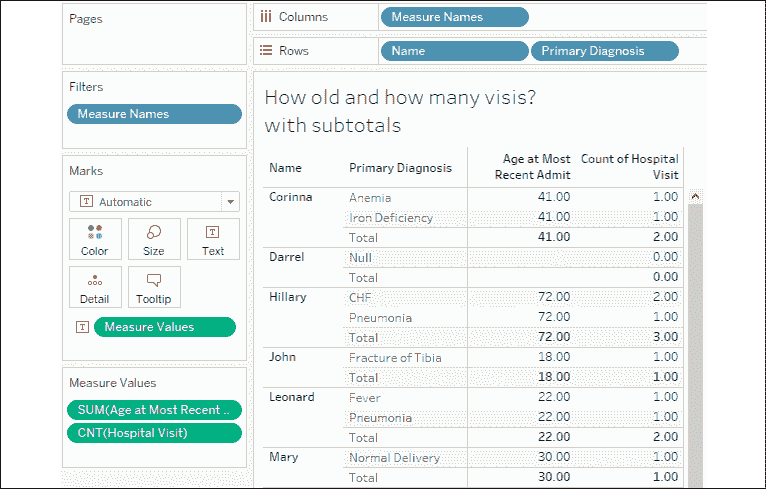 Pages
Columns Measure Names
Rows Name Primary Diagnosis
Filters
Measure Names
Marks
T Automatic
Color Size T Text
Detail Tooltip
T Measure Values
Measure Values
SUM(Age at Most Recent ..
CNT(Hospital Visit)
How old and how many visis?
with subtotals
Name Primary Diagnosis Age at Most Recent Admit Count of Hospital Visit
Corinna Anemia 41.00 1.00
Iron Deficiency 41.00 1.00
Total 41.00 2.00
Darrel Null 0.00
Total 0.00
Hillary CHF 72.00 2.00
Pneumonia 72.00 1.00
Total 72.00 3.00
John Fracture of Tibia 18.00 1.00
Total 18.00 1.00
Leonard Fever 22.00 1.00
Pneumonia 22.00 1.00
Total 22.00 2.00
Mary Normal Delivery 30.00 1.00
Total 30.00 1.00